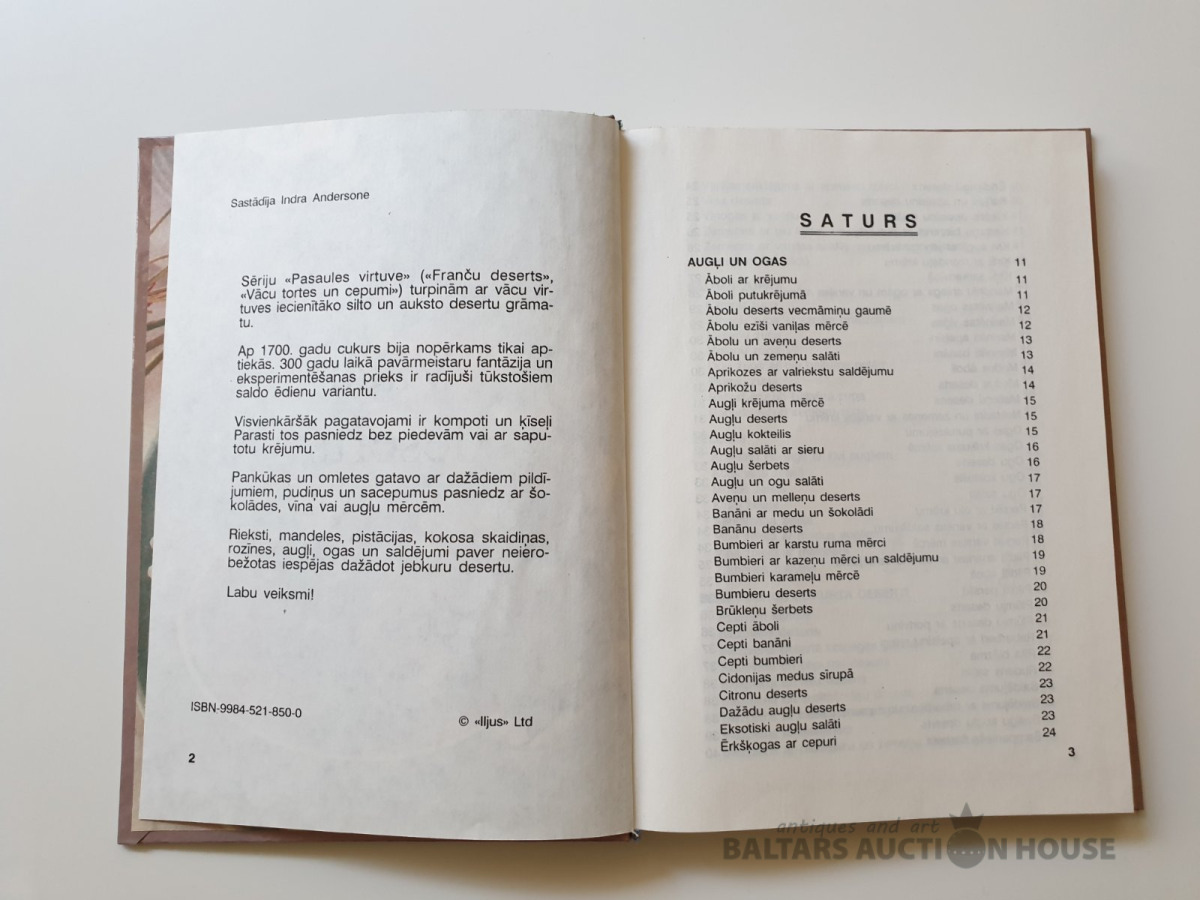 Sastādīja Indra Andersone
Sēriju «Pasaules virtuve» («Franču deserts»,
«Vācu tortes un cepumi») turpinām ar vācu vir-
tuves iecienītāko silto un auksto desertu grāma-
tu.
Ap 1700. gadu cukurs bija nopērkams tikai ap-
tiekās. 300 gadu laikā pavārmeistaru fantāzija un
eksperimentēšanas prieks ir radījuši tūkstošiem
saldo ēdienu variantu.
Visvienkāršāk pagatavojami ir kompoti un ķīseļi
Parasti tos pasniedz bez piedevām vai ar sapu-
totu krējumu.
Pankūkas un omletes gatavo ar dažādiem pildī-
jumiem, pudiņus un sacepumus pasniedz ar šo-
kolādes, vīna vai augļu mērcēm.
Rieksti, mandeles, pistācijas, kokosa skaidiņas,
rozīnes, augļi, ogas un saldējumi paver neiero-
bežotas iespējas dažādot jebkuru desertu.
Labu veiksmi!
ISBN-9984-521-850-0
© «Iljus» Ltd
2
SATURS
AUGĻI UN OGAS 11
Āboli ar krējumu 11
Āboli putukrējumā 11
Ābolu deserts vecmāmiņu gaumē 12
Ābolu ezīši vaniļas mērcē 12
Ābolu un aveņu deserts 13
Ābolu un zemeņu salāti 13
Aprikozes ar valriekstu saldējumu 14
Aprikožu deserts 14
Augļi krējuma mērcē 15
Augļu deserts 15
Augļu kokteilis 15
Augļu salāti ar sieru 16
Augļu šerbets 16
Augļu un ogu salāti 17
Aveņu un melleņu deserts 17
Banāni ar medu un šokolādi 17
Banānu deserts 18
Bumbieri ar karstu ruma mērci 18
Bumbieri ar kazeņu mērci un saldējumu 19
Bumbieri karameļu mērcē 19
Bumbieru deserts 20
Brūkleņu šerbets 20
Cepti āboli 21
Cepti banāni 21
Cepti bumbieri 22
Cidonijas medus sīrupā 22
Citronu deserts 23
Dažādu augļu deserts 23
Eksotiski augļu salāti 23
Ērkšķogas ar cepuri 24
3
antiques and art
BALTARS AUCTION HOUSE